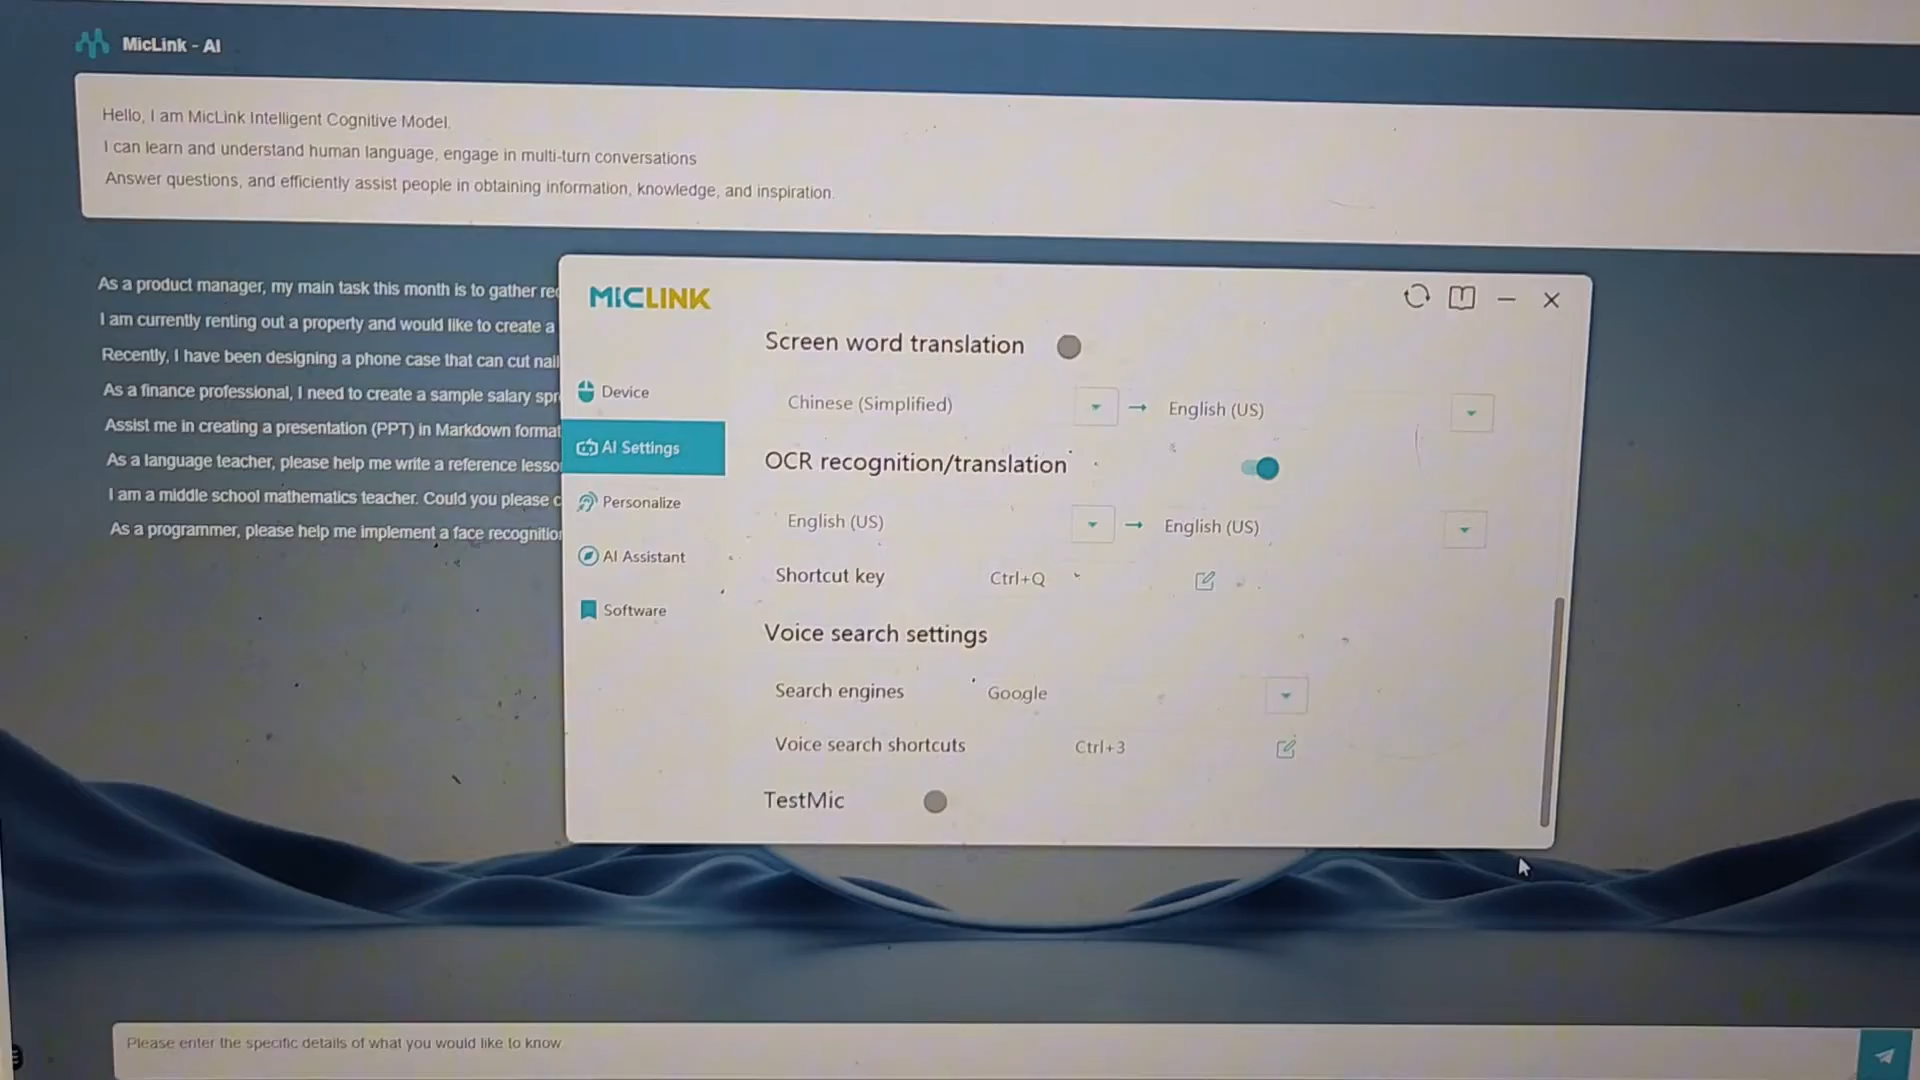 MicLink - AI
Hello, I am MicLink Intelligent Cognitive Model.
I can learn and understand human language, engage in multi-turn conversations
Answer questions, and efficiently assist people in obtaining information, knowledge, and inspiration.
As a product manager, my main task this month is to gather
I am currently renting out a property and would like to create a
Recently, I have been designing a phone case that can cut
As a finance professional, I need to create a sample salary
Assist me in creating a presentation (PPT) in Markdown format
As a language teacher, please help me write a reference
I am a middle school mathematics teacher. Could you please
As a programmer, please help me implement a face
MICLINK
Device
AI Settings
Personalize
AI Assistant
Software
Screen word translation
Chinese (Simplified) → English (US)
OCR recognition/translation
English (US) → English (US)
Shortcut key Ctrl+Q
Voice search settings
Search engines Google
Voice search shortcuts Ctrl+3
TestMic
Please enter the specific details of what you would like to know